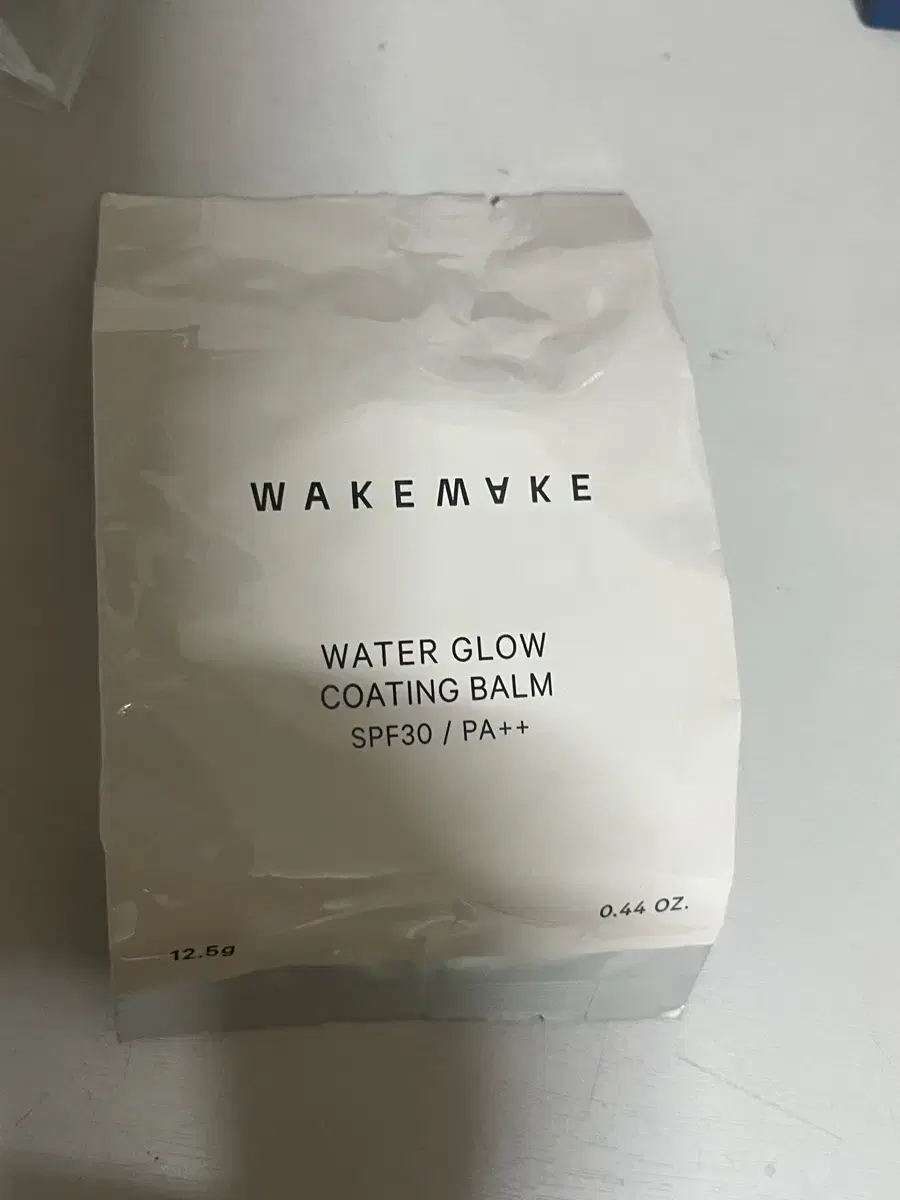 WAKEMAKE
WATER GLOW
COATING BALM
SPF30 / PA++
0.44 OZ.
12.5g